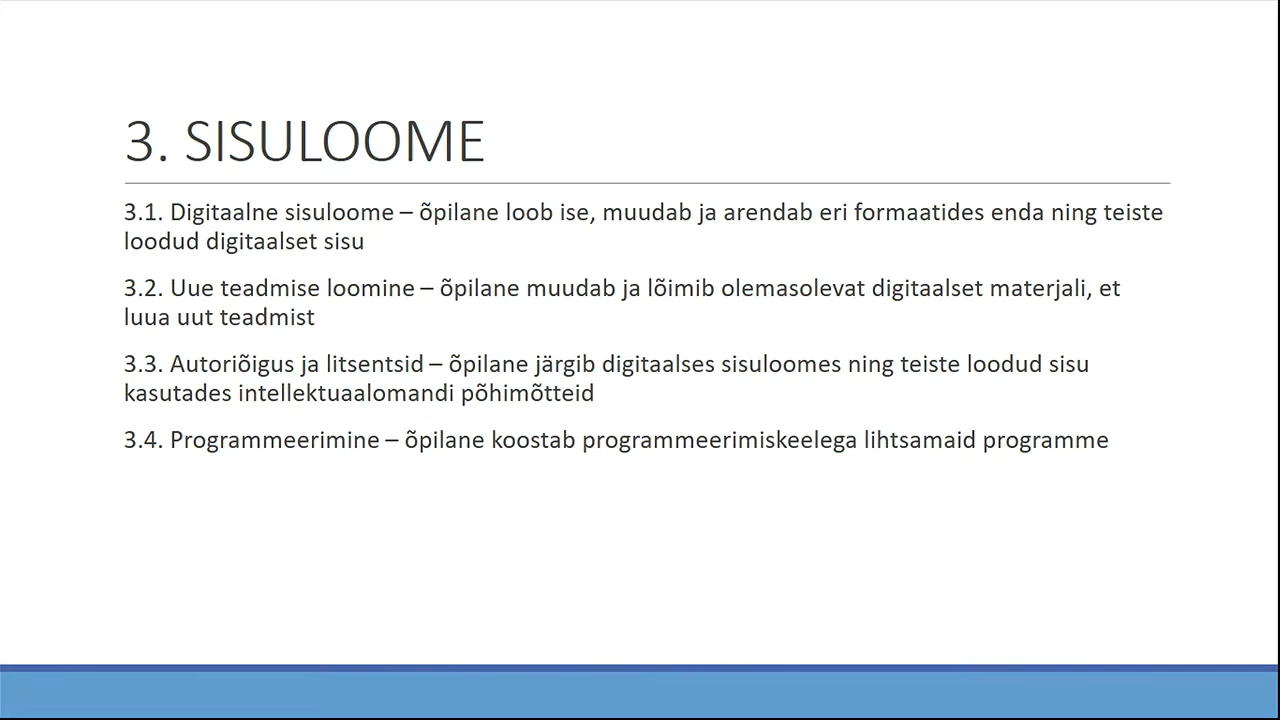 3. SISULOOME
3.1. Digitaalne sisuloome – õpilane loob ise, muudab ja arendab eri formaatides enda ning teiste
loodud digitaalset sisu
3.2. Uue teadmise loomine – õpilane muudab ja lõimib olemasolevat digitaalset materjali, et
luua uut teadmist
3.3. Autoriõigus ja litsentsid – õpilane järgib digitaalses sisuloomes ning teiste loodud sisu
kasutades intellektuaalomandi põhimõtteid
3.4. Programmeerimine – õpilane koostab programmeerimiskeelega lihtsamaid programme